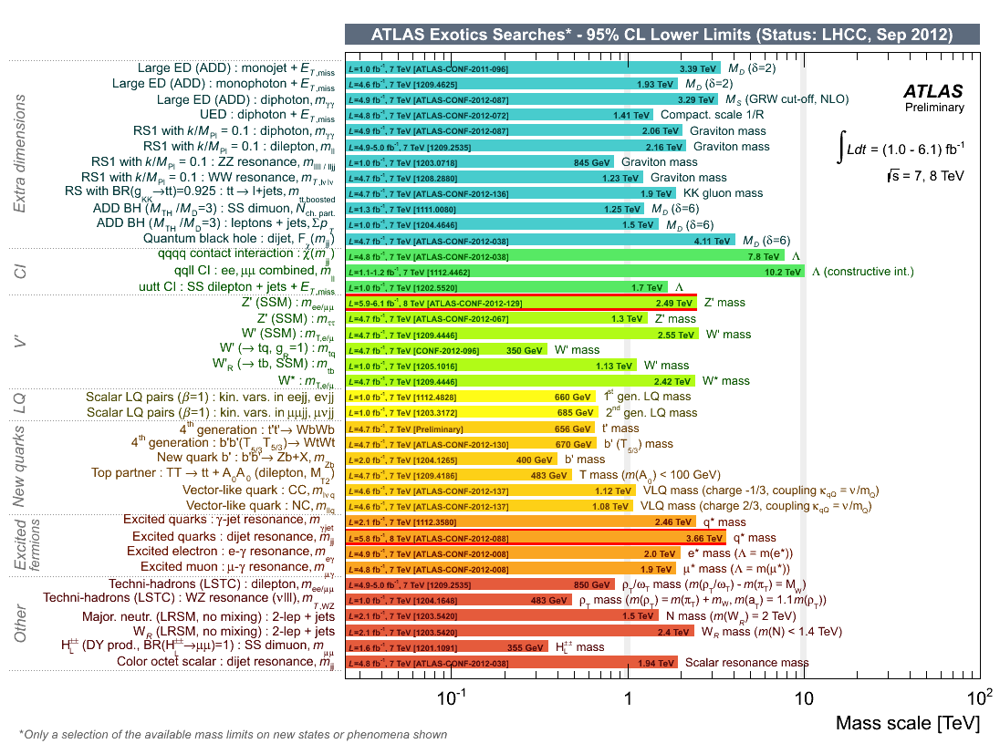 ATLAS Exotics Searches* - 95% CL Lower Limits (Status: LHCC, Sep 2012)
Extra dimensions
Large ED (ADD) : monojet + E_T,miss L=1.0 fb⁻¹, 7 TeV [ATLAS-CONF-2011-096] 3.39 TeV M_D (δ=2)
Large ED (ADD) : monophoton + E_T,miss L=4.6 fb⁻¹, 7 TeV [1209.4625] 1.93 TeV M_D (δ=2)
Large ED (ADD) : diphoton, m_γγ L=4.9 fb⁻¹, 7 TeV [ATLAS-CONF-2012-087] 3.29 TeV M_S (GRW cut-off, NLO)
UED : diphoton + E_T,miss L=4.8 fb⁻¹, 7 TeV [ATLAS-CONF-2012-072] 1.41 TeV Compact. scale 1/R
RS1 with k/M_Pl = 0.1 : diphoton, m_γγ L=4.9 fb⁻¹, 7 TeV [ATLAS-CONF-2012-087] 2.06 TeV Graviton mass
RS1 with k/M_Pl = 0.1 : dilepton, m_ll L=4.9-5.0 fb⁻¹, 7 TeV [1209.2535] 2.16 TeV Graviton mass
RS1 with k/M_Pl = 0.1 : ZZ resonance, m_llll / lljj L=1.0 fb⁻¹, 7 TeV [1203.0718] 845 GeV Graviton mass
RS1 with k/M_Pl = 0.1 : WW resonance, m_T,lνlν L=4.7 fb⁻¹, 7 TeV [1208.2880] 1.23 TeV Graviton mass
RS with BR(g_KK→tt)=0.925 : tt → l+jets, m_tt,boosted L=4.7 fb⁻¹, 7 TeV [ATLAS-CONF-2012-136] 1.9 TeV KK gluon mass
ADD BH (M_TH /M_D=3) : SS dimuon, N_ch. part. L=1.3 fb⁻¹, 7 TeV [1111.0080] 1.25 TeV M_D (δ=6)
ADD BH (M_TH /M_D=3) : leptons + jets, Σp_T L=1.0 fb⁻¹, 7 TeV [1204.4646] 1.5 TeV M_D (δ=6)
Quantum black hole : dijet, F_χ(m_jj) L=4.7 fb⁻¹, 7 TeV [ATLAS-CONF-2012-038] 4.11 TeV M_D (δ=6)
ATLAS
Preliminary
∫Ldt = (1.0 - 6.1) fb⁻¹
√s = 7, 8 TeV
CI
qqqq contact interaction : χ(m_jj) L=4.8 fb⁻¹, 7 TeV [ATLAS-CONF-2012-038] 7.8 TeV Λ
qqll CI : ee, μμ combined, m_ll L=1.1-1.2 fb⁻¹, 7 TeV [1112.4462] 10.2 TeV Λ (constructive int.)
uutt CI : SS dilepton + jets + E_T,miss L=1.0 fb⁻¹, 7 TeV [1202.5520] 1.7 TeV Λ
V'
Z' (SSM) : m_ee/μμ L=5.9-6.1 fb⁻¹, 8 TeV [ATLAS-CONF-2012-129] 2.49 TeV Z' mass
Z' (SSM) : m_ττ L=4.7 fb⁻¹, 7 TeV [ATLAS-CONF-2012-067] 1.3 TeV Z' mass
W' (SSM) : m_T,e/μ L=4.7 fb⁻¹, 7 TeV [1209.4446] 2.55 TeV W' mass
W' (→ tq, g_R=1) : m_tq L=4.7 fb⁻¹, 7 TeV [CONF-2012-096] 350 GeV W' mass
W'_R (→ tb, SSM) : m_tb L=1.0 fb⁻¹, 7 TeV [1205.1016] 1.13 TeV W' mass
W* : m_T,e/μ L=4.7 fb⁻¹, 7 TeV [1209.4446] 2.42 TeV W* mass
LQ
Scalar LQ pairs (β=1) : kin. vars. in eejj, eνjj L=1.0 fb⁻¹, 7 TeV [1112.4828] 660 GeV 1st gen. LQ mass
Scalar LQ pairs (β=1) : kin. vars. in μμjj, μνjj L=1.0 fb⁻¹, 7 TeV [1203.3172] 685 GeV 2nd gen. LQ mass
New quarks
4th generation : t't'→ WbWb L=4.7 fb⁻¹, 7 TeV [Preliminary] 656 GeV t' mass
4th generation : b'b'(T_5/3 T_5/3)→ WtWt L=4.7 fb⁻¹, 7 TeV [ATLAS-CONF-2012-130] 670 GeV b' (T_5/3) mass
New quark b' : b'b'→ Zb+X, m_Zb L=2.0 fb⁻¹, 7 TeV [1204.1265] 400 GeV b' mass
Top partner : TT → tt + A_0A_0 (dilepton, M_T2) L=4.7 fb⁻¹, 7 TeV [1209.4186] 483 GeV T mass (m(A_0) < 100 GeV)
Vector-like quark : CC, m_lνq L=4.6 fb⁻¹, 7 TeV [ATLAS-CONF-2012-137] 1.12 TeV VLQ mass (charge -1/3, coupling κ_qQ = ν/m_Q)
Vector-like quark : NC, m_llq L=4.6 fb⁻¹, 7 TeV [ATLAS-CONF-2012-137] 1.08 TeV VLQ mass (charge 2/3, coupling κ_qQ = ν/m_Q)
Excited
fermions
Excited quarks : γ-jet resonance, m_γjet L=2.1 fb⁻¹, 7 TeV [1112.3580] 2.46 TeV q* mass
Excited quarks : dijet resonance, m_jj L=5.8 fb⁻¹, 8 TeV [ATLAS-CONF-2012-088] 3.66 TeV q* mass
Excited electron : e-γ resonance, m_eγ L=4.9 fb⁻¹, 7 TeV [ATLAS-CONF-2012-008] 2.0 TeV e* mass (Λ = m(e*))
Excited muon : μ-γ resonance, m_μγ L=4.8 fb⁻¹, 7 TeV [ATLAS-CONF-2012-008] 1.9 TeV μ* mass (Λ = m(μ*))
Other
Techni-hadrons (LSTC) : dilepton, m_ee/μμ L=4.9-5.0 fb⁻¹, 7 TeV [1209.2535] 850 GeV ρ_T/ω_T mass (m(ρ_T/ω_T) - m(π_T) = M_W)
Techni-hadrons (LSTC) : WZ resonance (νlll), m_T,WZ L=1.0 fb⁻¹, 7 TeV [1204.1648] 483 GeV ρ_T mass (m(ρ_T) = m(π_T) + m_W, m(a_T) = 1.1m(ρ_T))
Major. neutr. (LRSM, no mixing) : 2-lep + jets L=2.1 fb⁻¹, 7 TeV [1203.5420] 1.5 TeV N mass (m(W_R) = 2 TeV)
W_R (LRSM, no mixing) : 2-lep + jets L=2.1 fb⁻¹, 7 TeV [1203.5420] 2.4 TeV W_R mass (m(N) < 1.4 TeV)
H_L^±± (DY prod., BR(H_L^±±→μμ)=1) : SS dimuon, m_μμ L=1.6 fb⁻¹, 7 TeV [1201.1091] 355 GeV H_L^±± mass
Color octet scalar : dijet resonance, m_jj L=4.8 fb⁻¹, 7 TeV [ATLAS-CONF-2012-038] 1.94 TeV Scalar resonance mass
10⁻¹ 1 10 10²
Mass scale [TeV]
*Only a selection of the available mass limits on new states or phenomena shown